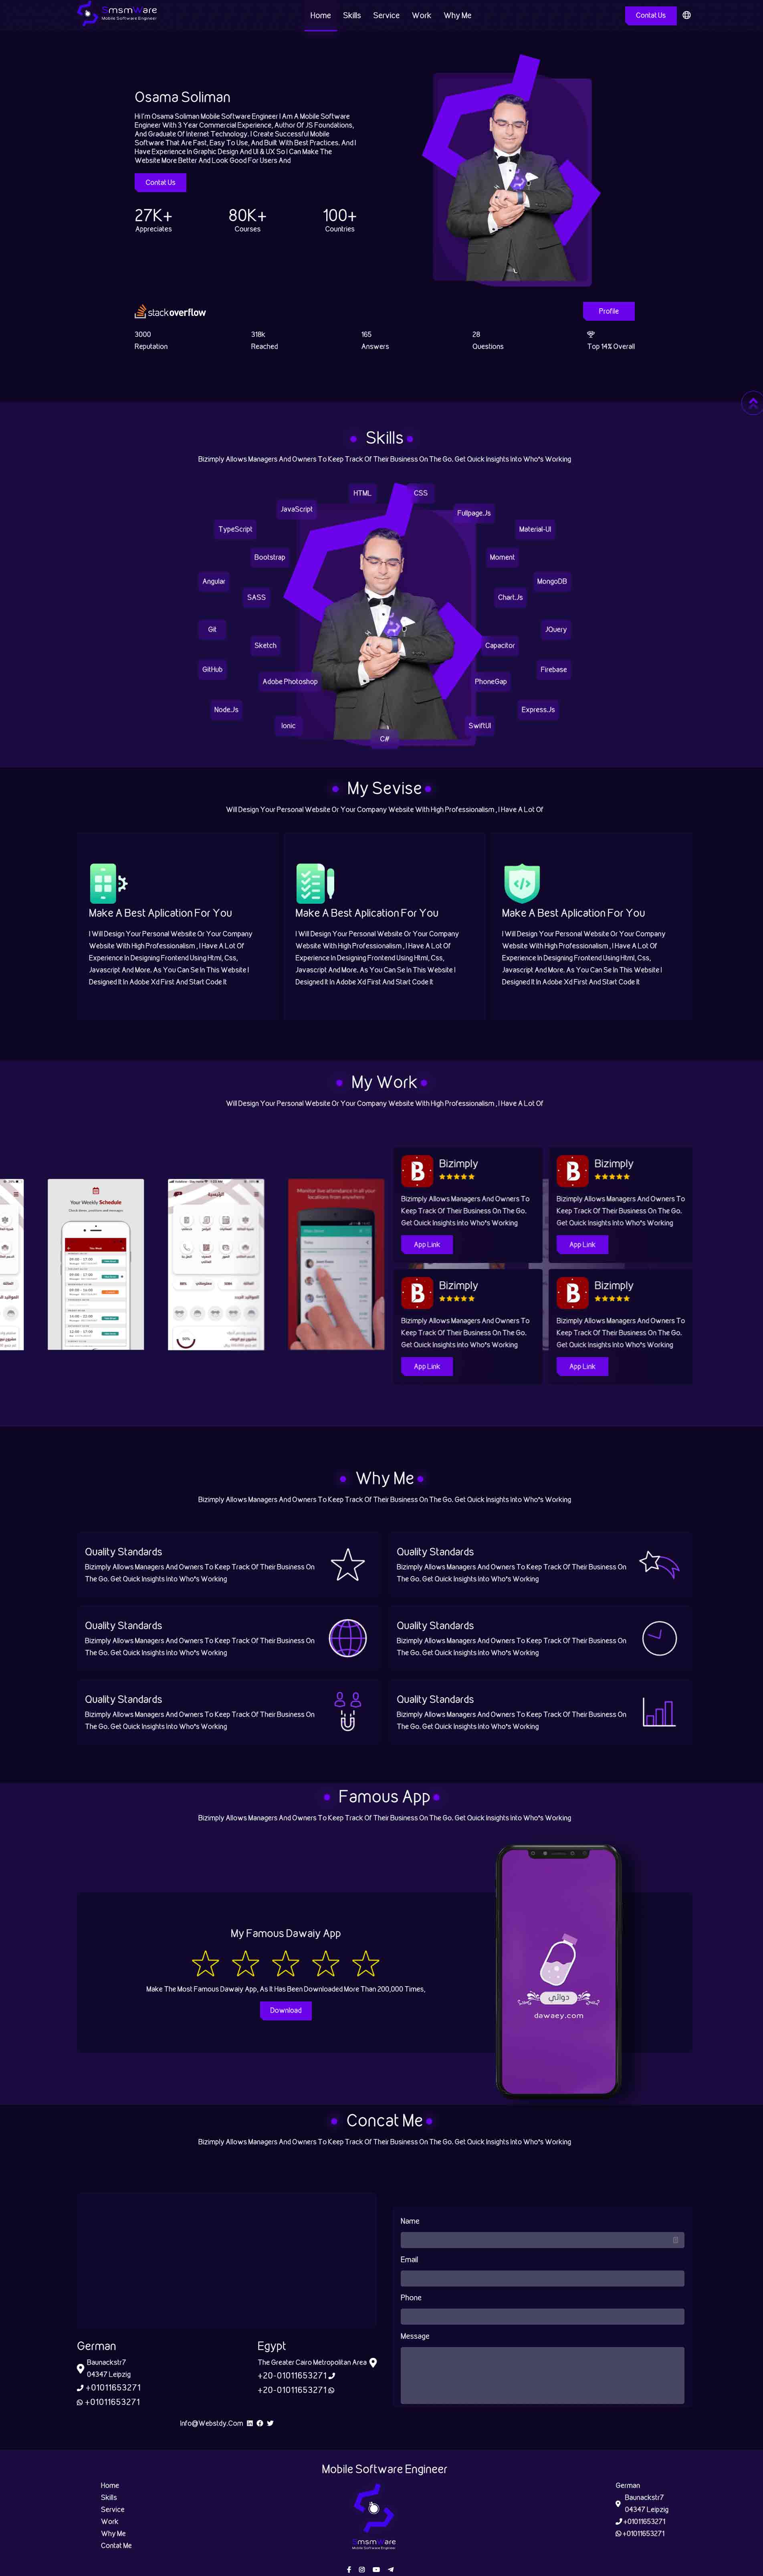 SmsmWare
Mobile Software Engineer
Home
Skills
Service
Work
Why Me
Contat Us
Osama Soliman
Hi I'm Osama Soliman Mobile Software Engineer I Am A Mobile Software
Engineer With 3 Year Commercial Experience, Author Of JS Foundations,
And Graduate Of Internet Technology. I Create Successful Mobile
Software That Are Fast, Easy To Use, And Built With Best Practices. And I
Have Experience In Graphic Design And UI & UX So I Can Make The
Website More Better And Look Good For Users And
Contat Us
27K+
Appreciates
80K+
Courses
100+
Countries
stackoverflow
Profile
3000
Reputation
318k
Reached
165
Answers
28
Questions
Top 14% Overall
Skills
Bizimply Allows Managers And Owners To Keep Track Of Their Business On The Go. Get Quick Insights Into Who's Working
HTML
CSS
JavaScript
Fullpage.Js
TypeScript
Material-UI
Bootstrap
Moment
Angular
MongoDB
SASS
Chart.Js
Git
JQuery
Sketch
Capacitor
GitHub
Firebase
Adobe Photoshop
PhoneGap
Node.Js
Express.Js
Ionic
SwiftUI
C#
My Sevise
Will Design Your Personal Website Or Your Company Website With High Professionalism , I Have A Lot Of
Make A Best Aplication For You
I Will Design Your Personal Website Or Your Company
Website With High Professionalism , I Have A Lot Of
Experience In Designing Frontend Using Html, Css,
Javascript And More. As You Can Se In This Website I
Designed It In Adobe Xd First And Start Code It
Make A Best Aplication For You
I Will Design Your Personal Website Or Your Company
Website With High Professionalism , I Have A Lot Of
Experience In Designing Frontend Using Html, Css,
Javascript And More. As You Can Se In This Website I
Designed It In Adobe Xd First And Start Code It
Make A Best Aplication For You
I Will Design Your Personal Website Or Your Company
Website With High Professionalism , I Have A Lot Of
Experience In Designing Frontend Using Html, Css,
Javascript And More. As You Can Se In This Website I
Designed It In Adobe Xd First And Start Code It
My Work
Will Design Your Personal Website Or Your Company Website With High Professionalism , I Have A Lot Of
Your Weekly Schedule
الرئيسية
Monitor live attendance in all your
locations from anywhere
Bizimply
Bizimply Allows Managers And Owners To
Keep Track Of Their Business On The Go.
Get Quick Insights Into Who's Working
App Link
Bizimply
Bizimply Allows Managers And Owners To
Keep Track Of Their Business On The Go.
Get Quick Insights Into Who's Working
App Link
Bizimply
Bizimply Allows Managers And Owners To
Keep Track Of Their Business On The Go.
Get Quick Insights Into Who's Working
App Link
Bizimply
Bizimply Allows Managers And Owners To
Keep Track Of Their Business On The Go.
Get Quick Insights Into Who's Working
App Link
Why Me
Bizimply Allows Managers And Owners To Keep Track Of Their Business On The Go. Get Quick Insights Into Who's Working
Quality Standards
Bizimply Allows Managers And Owners To Keep Track Of Their Business On
The Go. Get Quick Insights Into Who's Working
Quality Standards
Bizimply Allows Managers And Owners To Keep Track Of Their Business On
The Go. Get Quick Insights Into Who's Working
Quality Standards
Bizimply Allows Managers And Owners To Keep Track Of Their Business On
The Go. Get Quick Insights Into Who's Working
Quality Standards
Bizimply Allows Managers And Owners To Keep Track Of Their Business On
The Go. Get Quick Insights Into Who's Working
Quality Standards
Bizimply Allows Managers And Owners To Keep Track Of Their Business On
The Go. Get Quick Insights Into Who's Working
Quality Standards
Bizimply Allows Managers And Owners To Keep Track Of Their Business On
The Go. Get Quick Insights Into Who's Working
Famous App
Bizimply Allows Managers And Owners To Keep Track Of Their Business On The Go. Get Quick Insights Into Who's Working
My Famous Dawaiy App
Make The Most Famous Dawaiy App, As It Has Been Downloaded More Than 200,000 Times,
Download
دوائي
dawaey.com
Concat Me
Bizimply Allows Managers And Owners To Keep Track Of Their Business On The Go. Get Quick Insights Into Who's Working
Name
Email
Phone
Message
German
Baunackstr7
04347 Leipzig
+01011653271
+01011653271
Egypt
The Greater Cairo Metropolitan Area
+20-01011653271
+20-01011653271
Info@Webstdy.Com
Mobile Software Engineer
Home
Skills
Service
Work
Why Me
Contat Me
SmsmWare
Mobile Software Engineer
German
Baunackstr7
04347 Leipzig
+01011653271
+01011653271